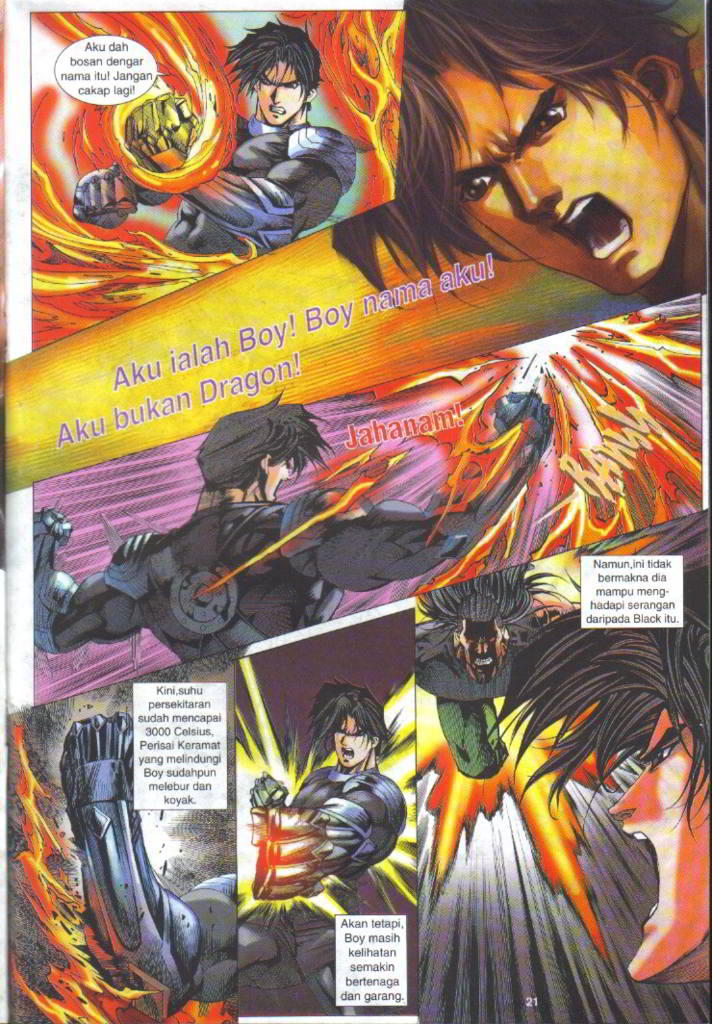 Aku dah
bosan dengar
nama itu! Jangan
cakap lagi!
Aku ialah Boy! Boy nama aku!
Aku bukan Dragon!
Jahanam!
Namun,ini tidak
bermakna dia
mampu meng-
hadapi serangan
daripada Black itu.
Kini,suhu
persekitaran
sudah mencapai
3000 Celsius,
Perisai Keramat
yang melindungi
Boy sudahpun
melebur dan
koyak.
Akan tetapi,
Boy masih
kelihatan
semakin
bertenaga
dan garang.
21